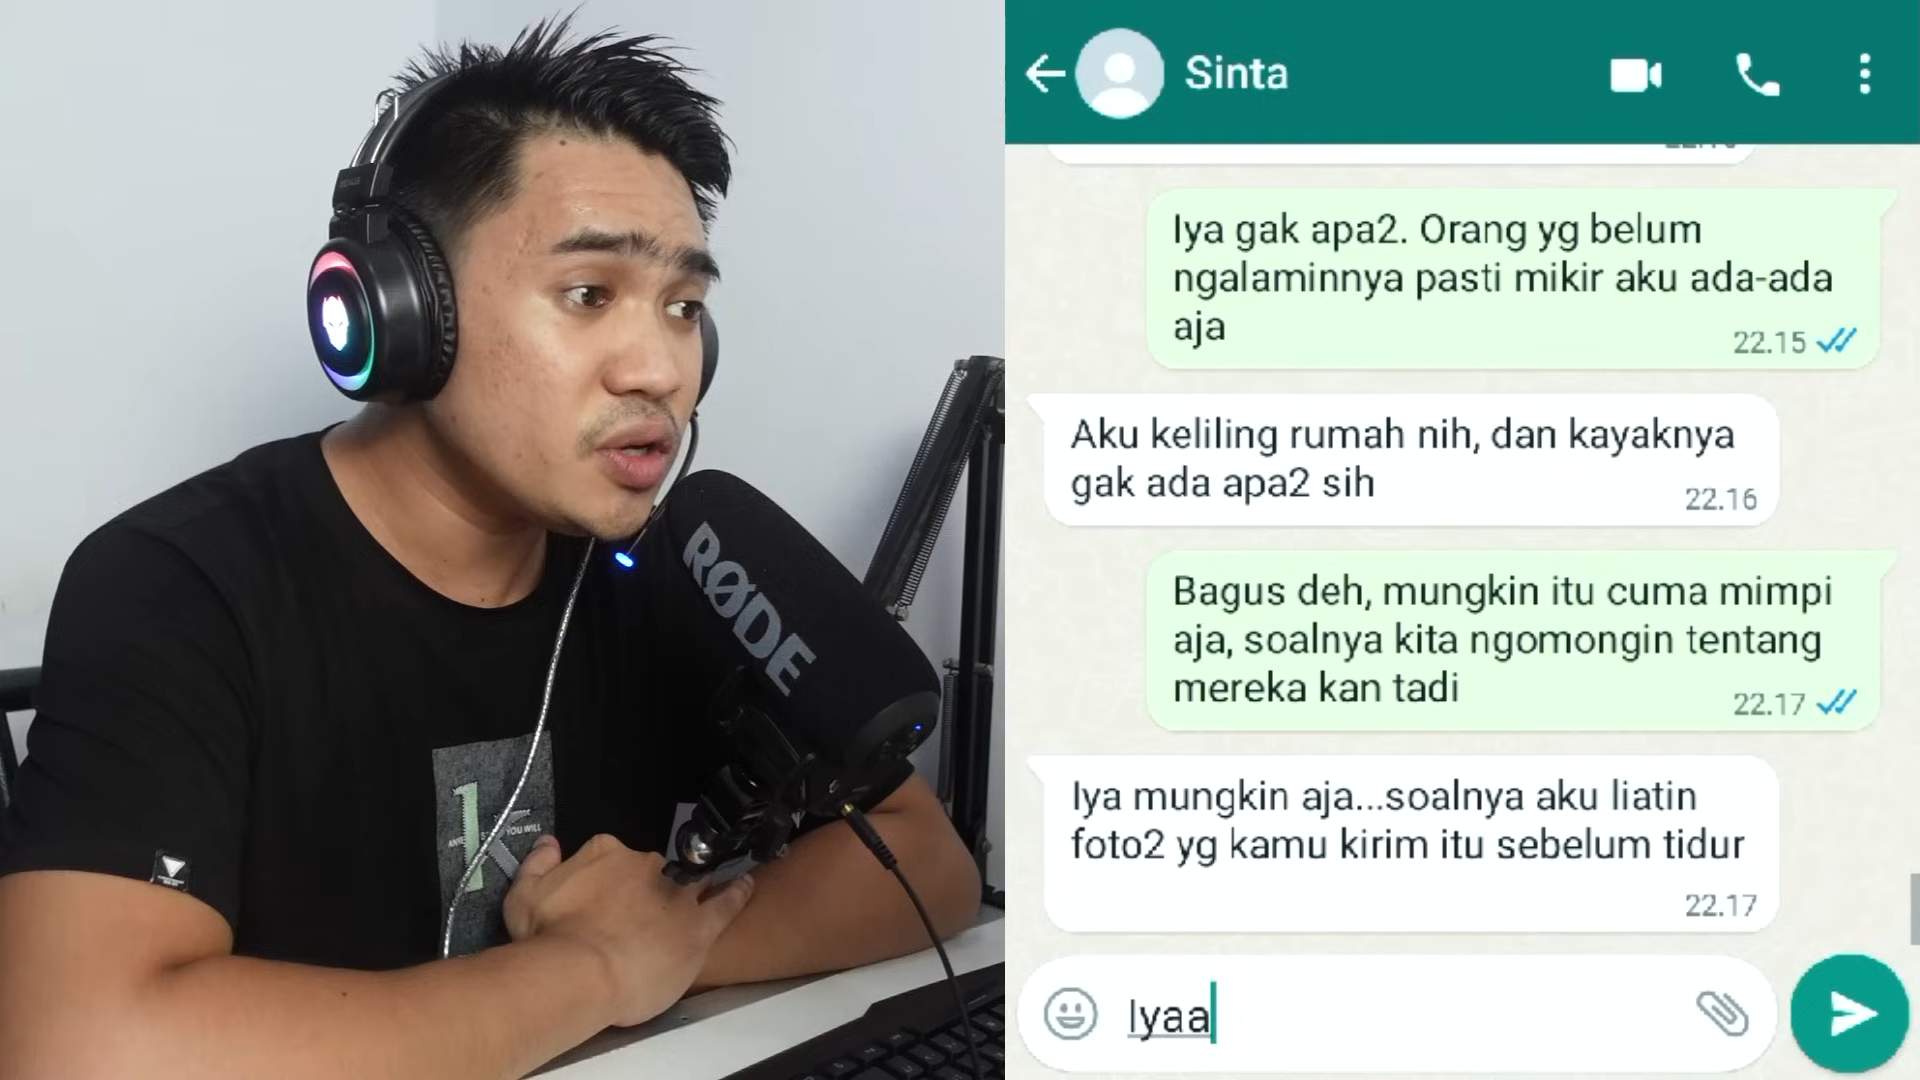 Sinta
Iya gak apa2. Orang yg belum
ngalaminnya pasti mikir aku ada-ada
aja
22.15
Aku keliling rumah nih, dan kayaknya
gak ada apa2 sih
22.16
Bagus deh, mungkin itu cuma mimpi
aja, soalnya kita ngomongin tentang
mereka kan tadi
22.17
Iya mungkin aja...soalnya aku liatin
foto2 yg kamu kirim itu sebelum tidur
22.17
Iyaa
RØDE
YOU WILL